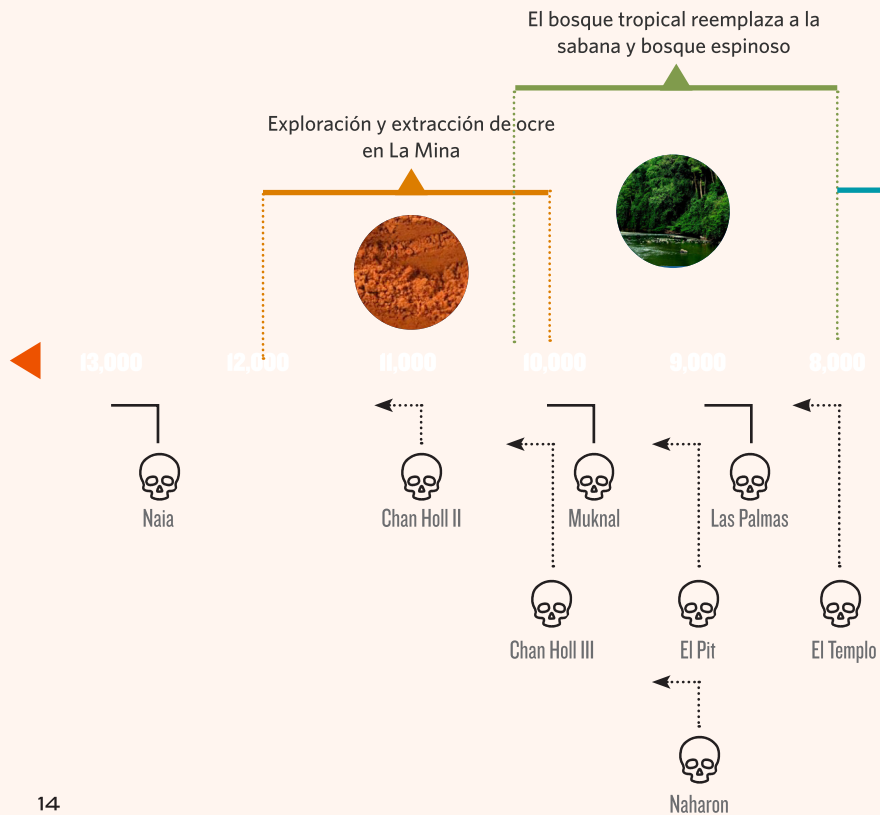 El bosque tropical reemplaza a la
sabana y bosque espinoso
Exploración y extracción de ocre
en La Mina
13,000
12,000
11,000
10,000
9,000
8,000
Naia
Chan Holl II
Muknal
Las Palmas
Chan Holl III
El Pit
El Templo
Naharon
14